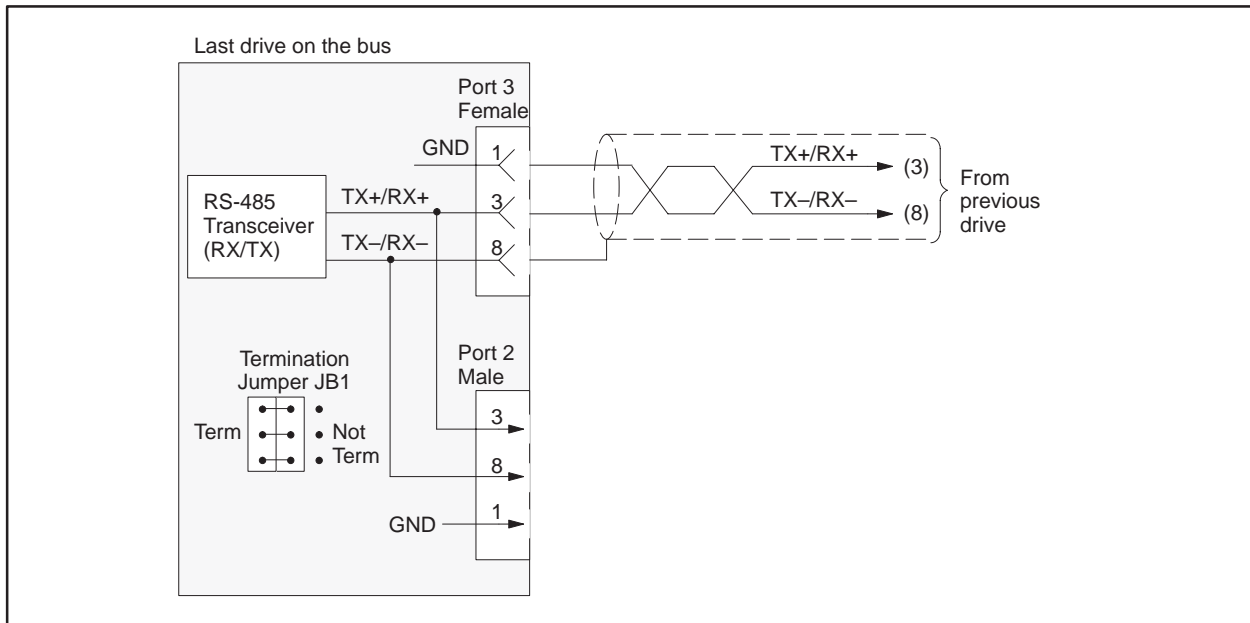 Last drive on the bus
Port 3
Female
GND
1
TX+/RX+
(3)
RS-485
Transceiver
(RX/TX)
TX+/RX+
3
From
previous
drive
TX–/RX–
8
TX–/RX–
(8)
Termination
Jumper JB1
Term
Not
Term
Port 2
Male
3
8
GND
1